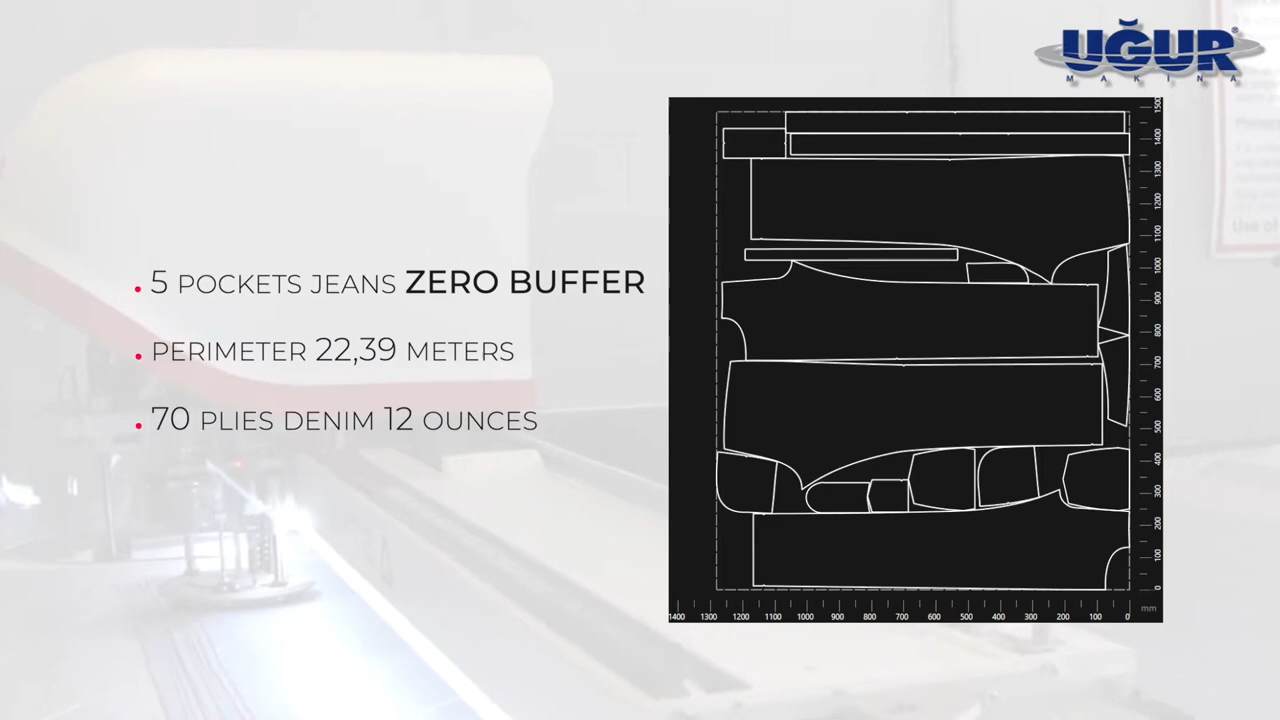 UĞUR®
MAKINA
. 5 POCKETS JEANS ZERO BUFFER
. PERIMETER 22,39 METERS
. 70 PLIES DENIM 12 OUNCES
1500
1400
1300
1200
1100
1000
900
800
700
600
500
400
300
200
100
0
mm
1400 1300 1200 1100 1000 900 800 700 600 500 400 300 200 100 0